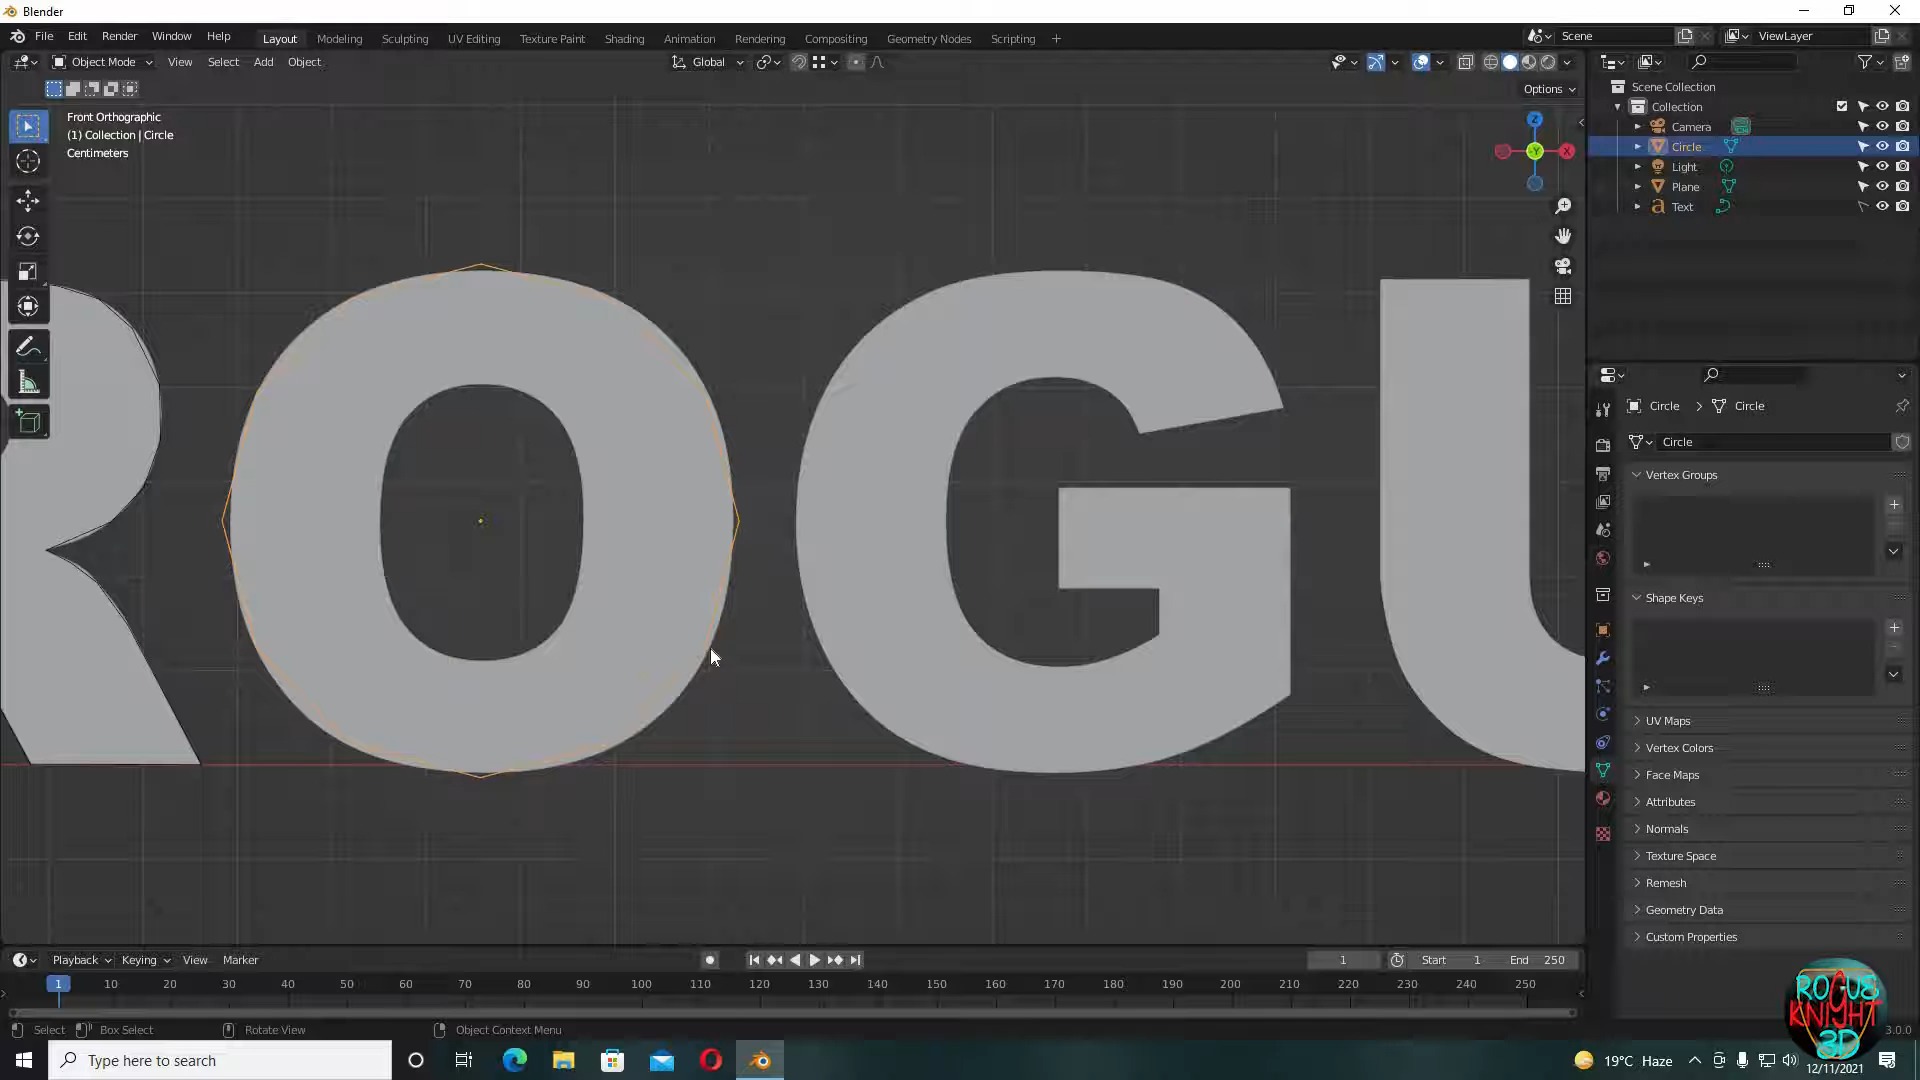 Blender
File Edit Render Window Help
Layout Modeling Sculpting UV Editing Texture Paint Shading Animation Rendering Compositing Geometry Nodes Scripting +
Scene ViewLayer
Object Mode View Select Add Object
Global
Options
Front Orthographic
(1) Collection | Circle
Centimeters
Z
-Y
X
ROGU
Scene Collection
Collection
Camera
Circle
Light
Plane
Text
Circle > Circle
Circle
Vertex Groups
Shape Keys
UV Maps
Vertex Colors
Face Maps
Attributes
Normals
Texture Space
Remesh
Geometry Data
Custom Properties
Playback Keying View Marker
1 Start 1 End 250
1 10 20 30 40 50 60 70 80 90 100 110 120 130 140 150 160 170 180 190 200 210 220 230 240 250
Select Box Select Rotate View Object Context Menu
3.0.0
ROGUE
KNIGHT
3D
Type here to search
19°C Haze
12/11/2021